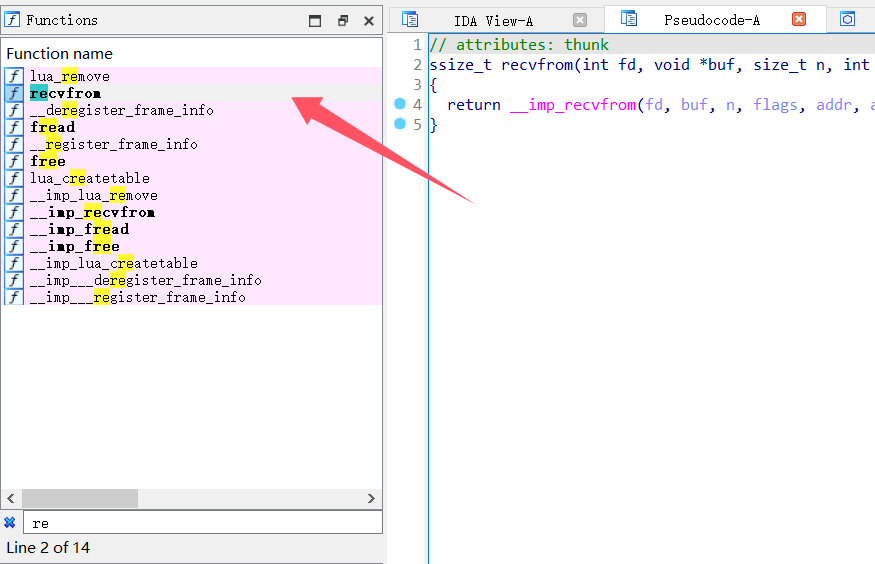 Functions
Function name
f lua_remove
f recvfrom
f __deregister_frame_info
f fread
f __register_frame_info
f free
f lua_createtable
f __imp_lua_remove
f __imp_recvfrom
f __imp_fread
f __imp_free
f __imp_lua_createtable
f __imp___deregister_frame_info
f __imp___register_frame_info
re
Line 2 of 14
IDA View-A
Pseudocode-A
1 // attributes: thunk
2 ssize_t recvfrom(int fd, void *buf, size_t n, int
3 {
4 return __imp_recvfrom(fd, buf, n, flags, addr, a
5 }